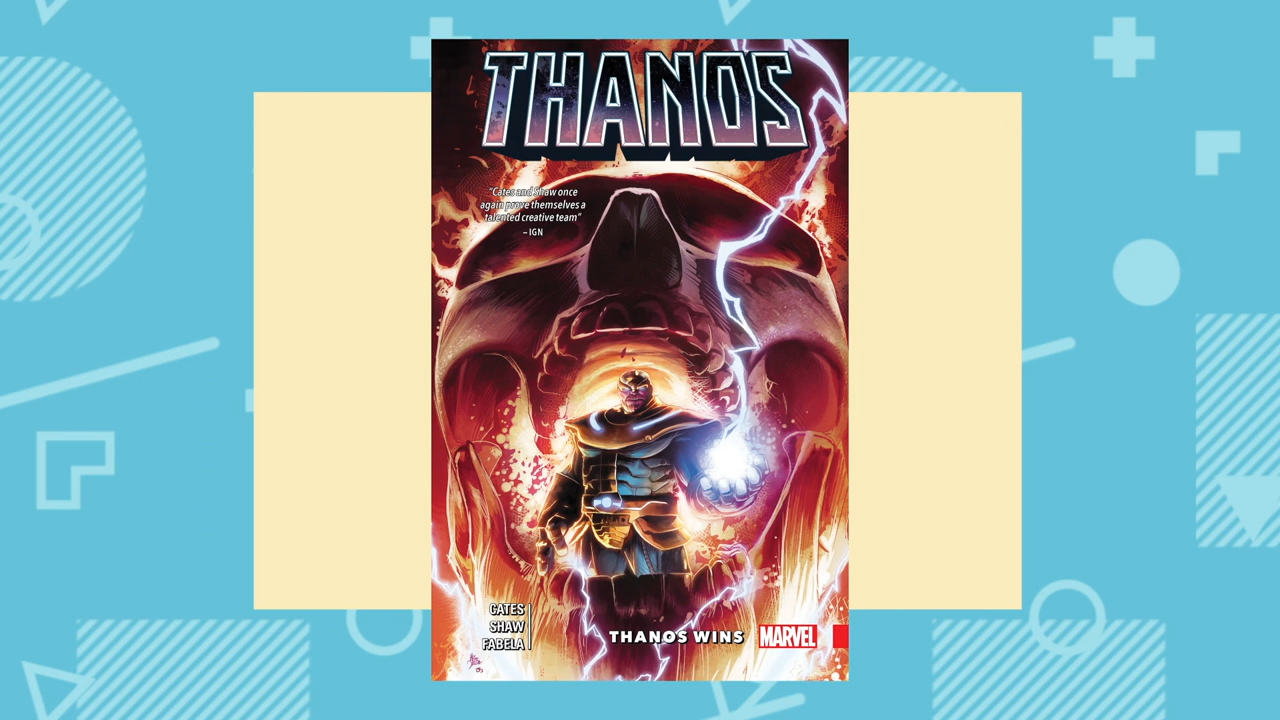 THANOS
"Cates and Shaw once
again prove themselves a
talented creative team"
– IGN
CATES
SHAW
FABELA
THANOS WINS
MARVEL